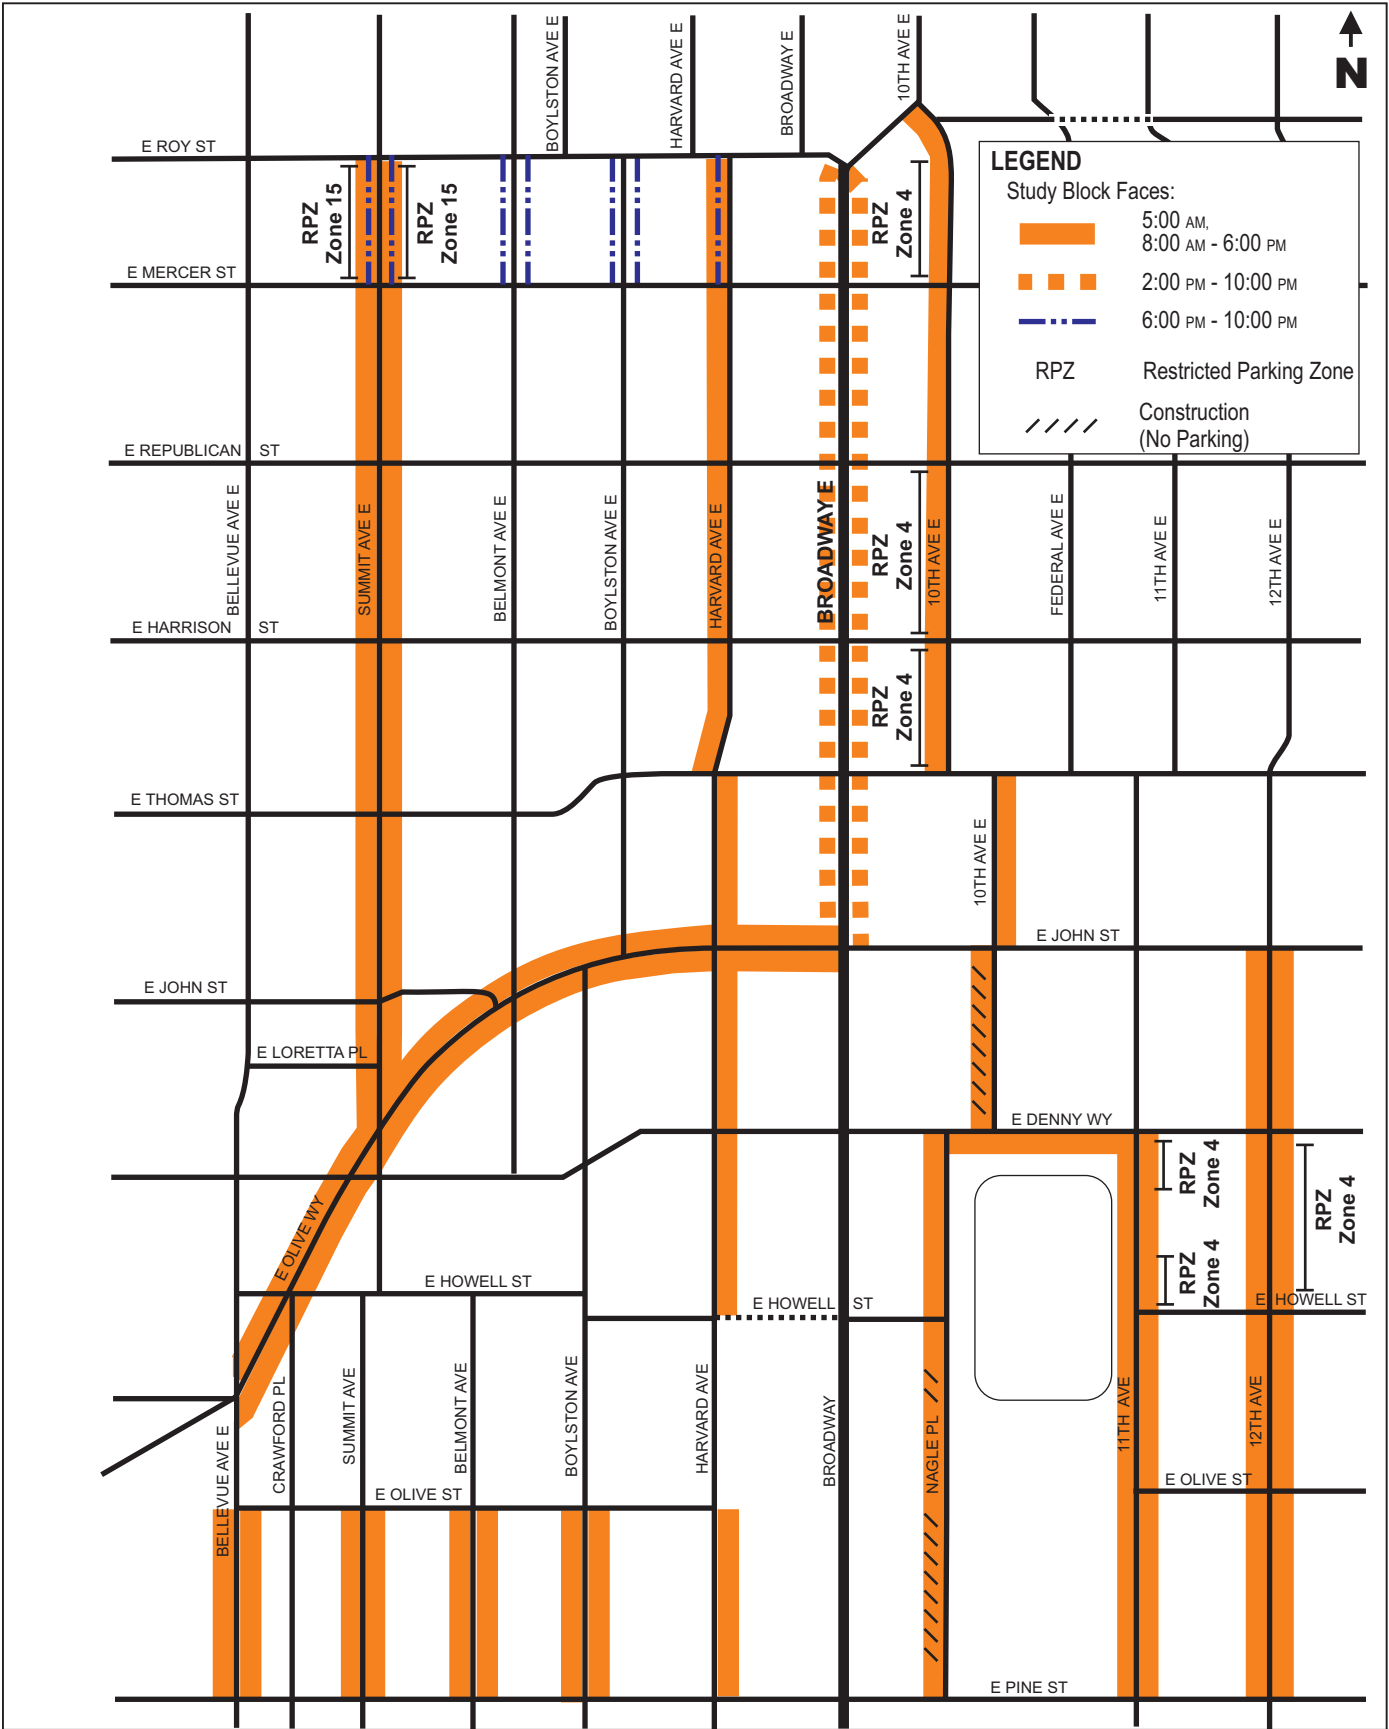 BOYLSTON AVE E
HARVARD AVE E
BROADWAY E
10TH AVE E
N
E ROY ST
RPZ
Zone 15
RPZ
Zone 15
RPZ
Zone 4
E MERCER ST
LEGEND
Study Block Faces:
5:00 AM,
8:00 AM - 6:00 PM
2:00 PM - 10:00 PM
6:00 PM - 10:00 PM
RPZ Restricted Parking Zone
Construction
(No Parking)
E REPUBLICAN ST
BELLEVUE AVE E
SUMMIT AVE E
BELMONT AVE E
BOYLSTON AVE E
HARVARD AVE E
BROADWAY E
RPZ
Zone 4
10TH AVE E
FEDERAL AVE E
11TH AVE E
12TH AVE E
E HARRISON ST
RPZ
Zone 4
E THOMAS ST
10TH AVE E
E JOHN ST
E JOHN ST
E LORETTA PL
E DENNY WY
RPZ
Zone 4
RPZ
Zone 4
RPZ
Zone 4
E OLIVE WY
E HOWELL ST
E HOWELL ST
E HOWELL ST
BELLEVUE AVE E
CRAWFORD PL
SUMMIT AVE
BELMONT AVE
BOYLSTON AVE
HARVARD AVE
BROADWAY
NAGLE PL
11TH AVE
12TH AVE
E OLIVE ST
E OLIVE ST
E PINE ST